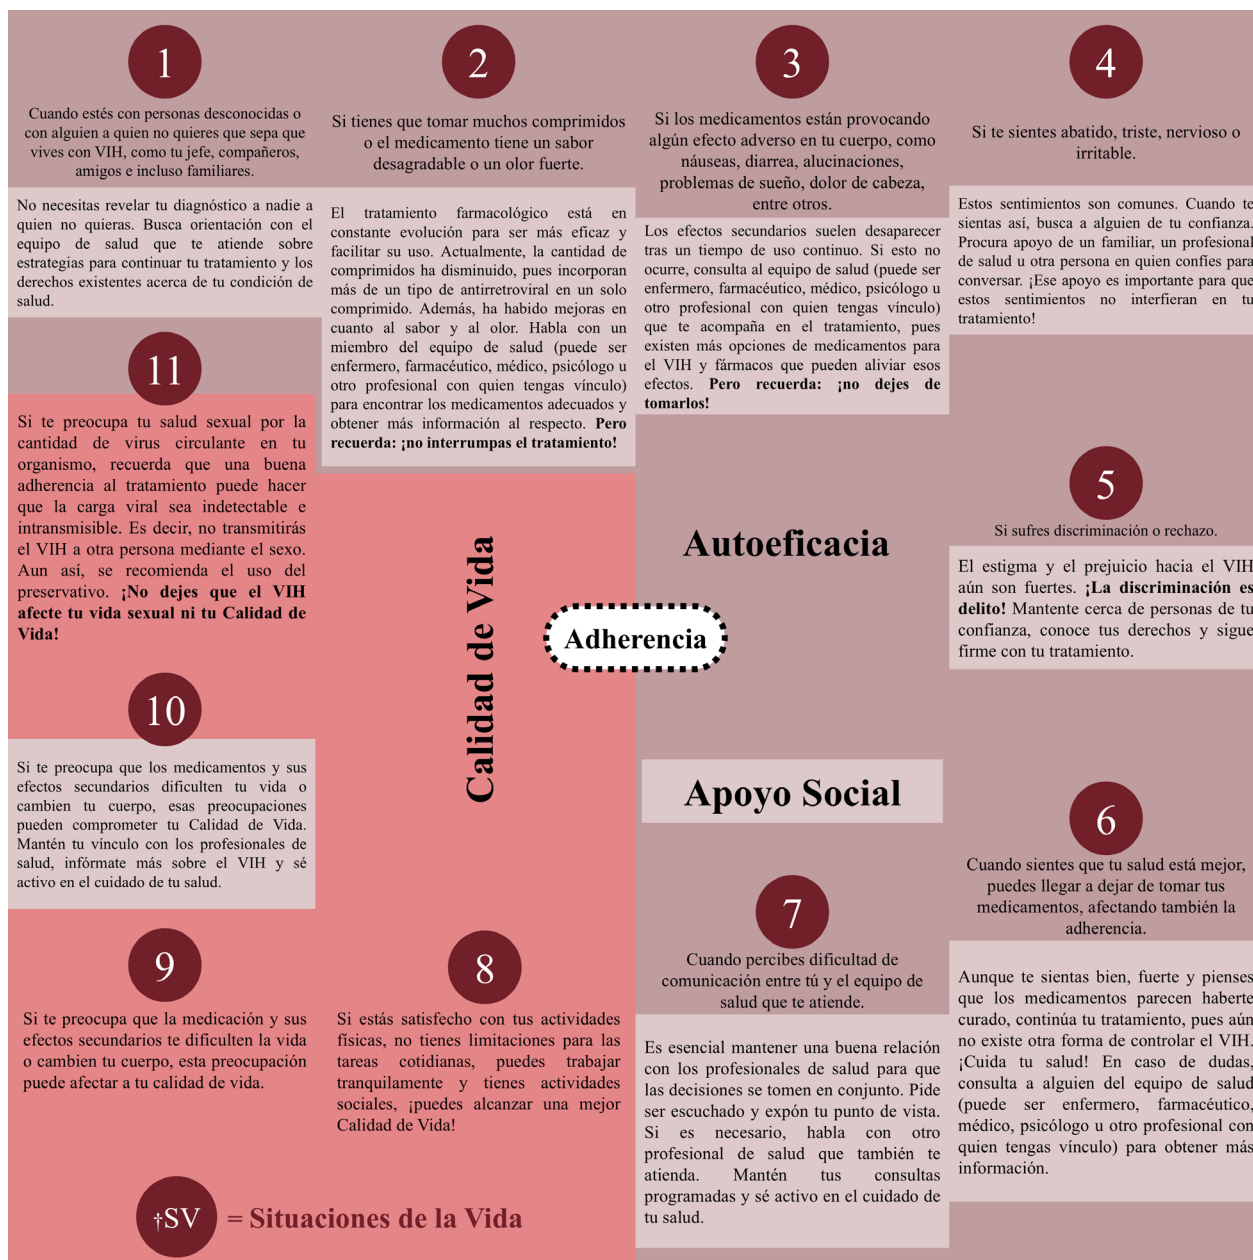 1
Cuando estés con personas desconocidas o
con alguien a quien no quieres que sepa que
vives con VIH, como tu jefe, compañeros,
amigos e incluso familiares.
No necesitas revelar tu diagnóstico a nadie a
quien no quieras. Busca orientación con el
equipo de salud que te atiende sobre
estrategias para continuar tu tratamiento y los
derechos existentes acerca de tu condición de
salud.
2
Si tienes que tomar muchos comprimidos
o el medicamento tiene un sabor
desagradable o un olor fuerte.
El tratamiento farmacológico está en
constante evolución para ser más eficaz y
facilitar su uso. Actualmente, la cantidad de
comprimidos ha disminuido, pues incorporan
más de un tipo de antirretroviral en un solo
comprimido. Además, ha habido mejoras en
cuanto al sabor y al olor. Habla con un
miembro del equipo de salud (puede ser
enfermero, farmacéutico, médico, psicólogo u
otro profesional con quien tengas vínculo)
para encontrar los medicamentos adecuados y
obtener más información al respecto. Pero
recuerda: ¡no interrumpas el tratamiento!
3
Si los medicamentos están provocando
algún efecto adverso en tu cuerpo, como
náuseas, diarrea, alucinaciones,
problemas de sueño, dolor de cabeza,
entre otros.
Los efectos secundarios suelen desaparecer
tras un tiempo de uso continuo. Si esto no
ocurre, consulta al equipo de salud (puede ser
enfermero, farmacéutico, médico, psicólogo u
otro profesional con quien tengas vínculo)
que te acompaña en el tratamiento, pues
existen más opciones de medicamentos para
el VIH y fármacos que pueden aliviar esos
efectos. Pero recuerda: ¡no dejes de
tomarlos!
4
Si te sientes abatido, triste, nervioso o
irritable.
Estos sentimientos son comunes. Cuando te
sientas así, busca a alguien de tu confianza.
Procura apoyo de un familiar, un profesional
de salud u otra persona en quien confíes para
conversar. ¡Ese apoyo es importante para que
estos sentimientos no interfieran en tu
tratamiento!
11
Si te preocupa tu salud sexual por la
cantidad de virus circulante en tu
organismo, recuerda que una buena
adherencia al tratamiento puede hacer
que la carga viral sea indetectable e
intransmisible. Es decir, no transmitirás
el VIH a otra persona mediante el sexo.
Aun así, se recomienda el uso del
preservativo. ¡No dejes que el VIH
afecte tu vida sexual ni tu Calidad de
Vida!
Calidad de Vida
Autoeficacia
Adherencia
Apoyo Social
5
Si sufres discriminación o rechazo.
El estigma y el prejuicio hacia el VIH
aún son fuertes. ¡La discriminación es
delito! Mantente cerca de personas de tu
confianza, conoce tus derechos y sigue
firme con tu tratamiento.
10
Si te preocupa que los medicamentos y sus
efectos secundarios dificulten tu vida o
cambien tu cuerpo, esas preocupaciones
pueden comprometer tu Calidad de Vida.
Mantén tu vínculo con los profesionales de
salud, infórmate más sobre el VIH y sé
activo en el cuidado de tu salud.
6
Cuando sientes que tu salud está mejor,
puedes llegar a dejar de tomar tus
medicamentos, afectando también la
adherencia.
Aunque te sientas bien, fuerte y pienses
que los medicamentos parecen haberte
curado, continúa tu tratamiento, pues aún
no existe otra forma de controlar el VIH.
¡Cuida tu salud! En caso de dudas,
consulta a alguien del equipo de salud
(puede ser enfermero, farmacéutico,
médico, psicólogo u otro profesional con
quien tengas vínculo) para obtener más
información.
7
Cuando percibes dificultad de
comunicación entre tú y el equipo de
salud que te atiende.
Es esencial mantener una buena relación
con los profesionales de salud para que
las decisiones se tomen en conjunto. Pide
ser escuchado y expón tu punto de vista.
Si es necesario, habla con otro
profesional de salud que también te
atienda. Mantén tus consultas
programadas y sé activo en el cuidado de
tu salud.
9
Si te preocupa que la medicación y sus
efectos secundarios te dificulten la vida
o cambien tu cuerpo, esta preocupación
puede afectar a tu calidad de vida.
8
Si estás satisfecho con tus actividades
físicas, no tienes limitaciones para las
tareas cotidianas, puedes trabajar
tranquilamente y tienes actividades
sociales, ¡puedes alcanzar una mejor
Calidad de Vida!
†SV = Situaciones de la Vida